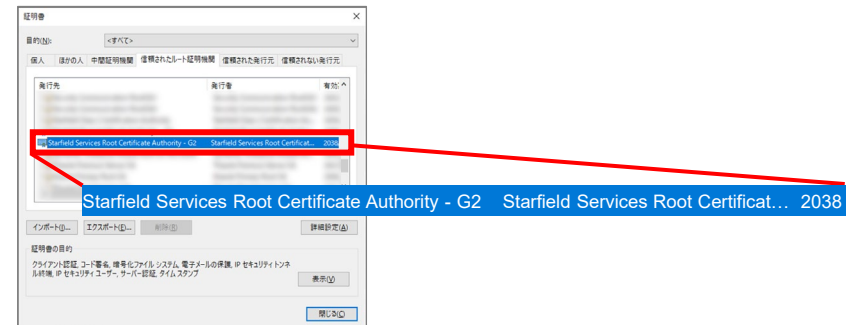 証明書
目的(N):
<すべて>
個人 ほかの人 中間証明機関 信頼されたルート証明機関 信頼された発行元 信頼されない発行元
発行先 発行者 有効:
Starfield Services Root Certificate Authority - G2 Starfield Services Root Certificat... 2038
Starfield Services Root Certificate Authority - G2 Starfield Services Root Certificat... 2038
インポート(I)... エクスポート(E)... 削除(R) 詳細設定(A)
証明書の目的
クライアント認証, コード署名, 暗号化ファイル システム, 電子メールの保護, IP セキュリティ トンネ
ル終端, IP セキュリティ ユーザー, サーバー認証, タイム スタンプ
表示(V)
閉じる(C)